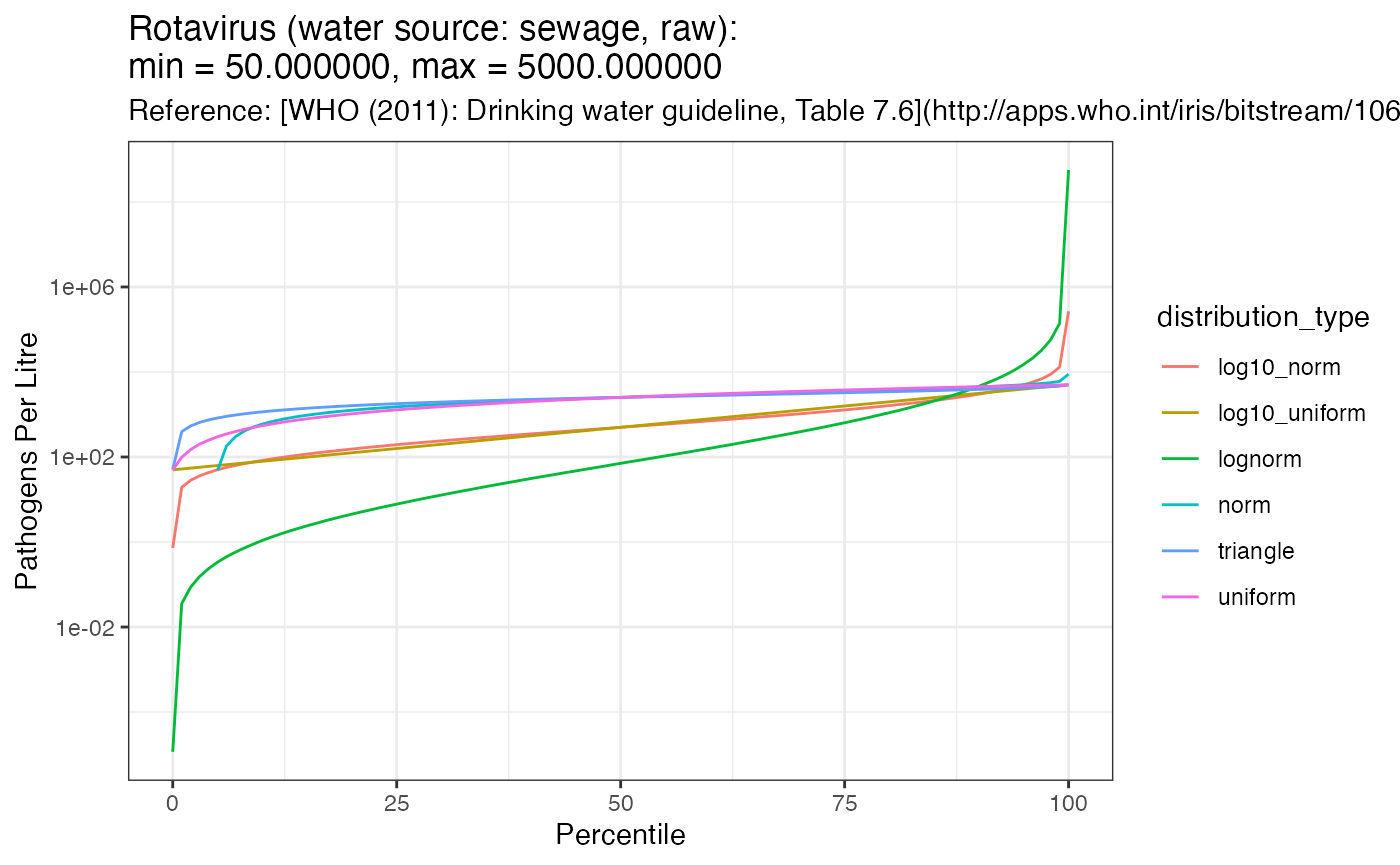 Rotavirus (water source: sewage, raw):
min = 50.000000, max = 5000.000000
Reference: [WHO (2011): Drinking water guideline, Table 7.6](http://apps.who.int/iris/bitstream/106
Pathogens Per Litre
1e+06
1e+02
1e-02
0
25
50
75
100
Percentile
distribution_type
log10_norm
log10_uniform
lognorm
norm
triangle
uniform